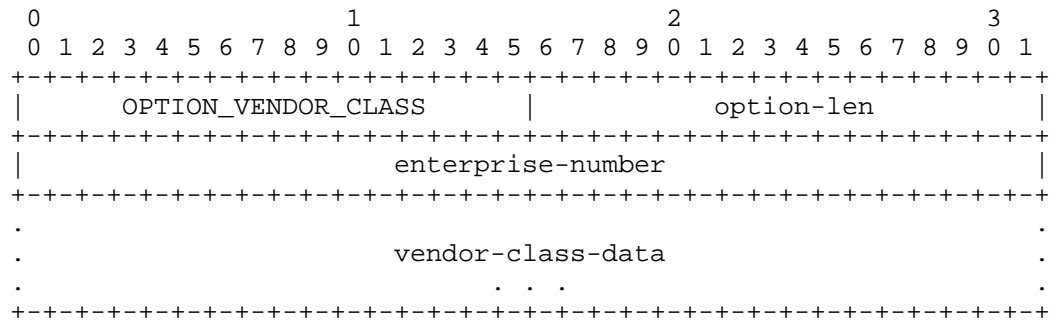 0                   1                   2                   3
 0 1 2 3 4 5 6 7 8 9 0 1 2 3 4 5 6 7 8 9 0 1 2 3 4 5 6 7 8 9 0 1
+-+-+-+-+-+-+-+-+-+-+-+-+-+-+-+-+-+-+-+-+-+-+-+-+-+-+-+-+-+-+-+-+
|      OPTION_VENDOR_CLASS      |           option-len          |
+-+-+-+-+-+-+-+-+-+-+-+-+-+-+-+-+-+-+-+-+-+-+-+-+-+-+-+-+-+-+-+-+
|                       enterprise-number                       |
+-+-+-+-+-+-+-+-+-+-+-+-+-+-+-+-+-+-+-+-+-+-+-+-+-+-+-+-+-+-+-+-+
.                                                               .
.                       vendor-class-data                       .
.                             . . .                             .
+-+-+-+-+-+-+-+-+-+-+-+-+-+-+-+-+-+-+-+-+-+-+-+-+-+-+-+-+-+-+-+-+